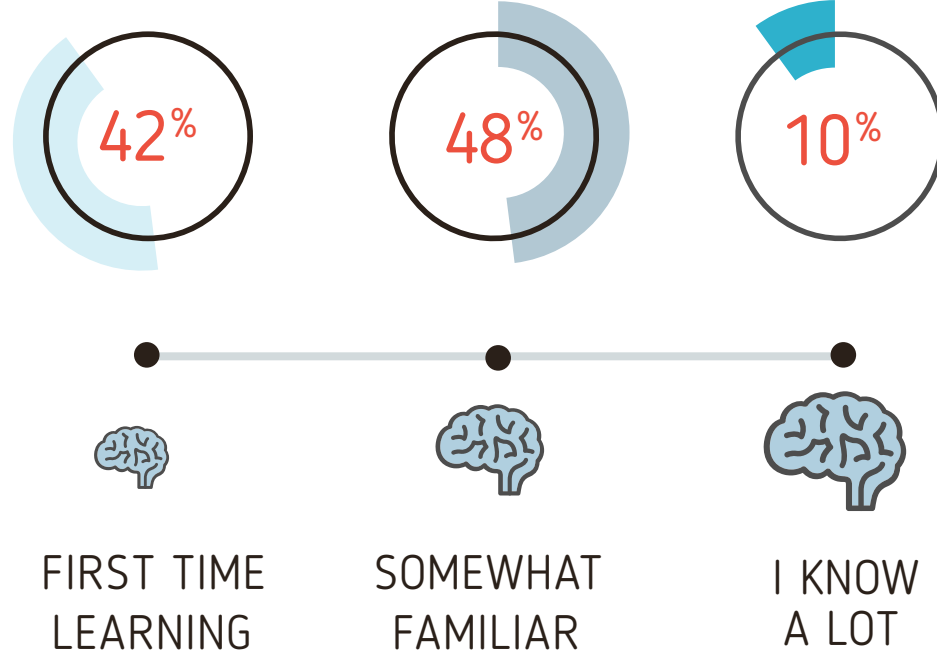 42%
48%
10%
FIRST TIME
LEARNING
SOMEWHAT
FAMILIAR
I KNOW
A LOT